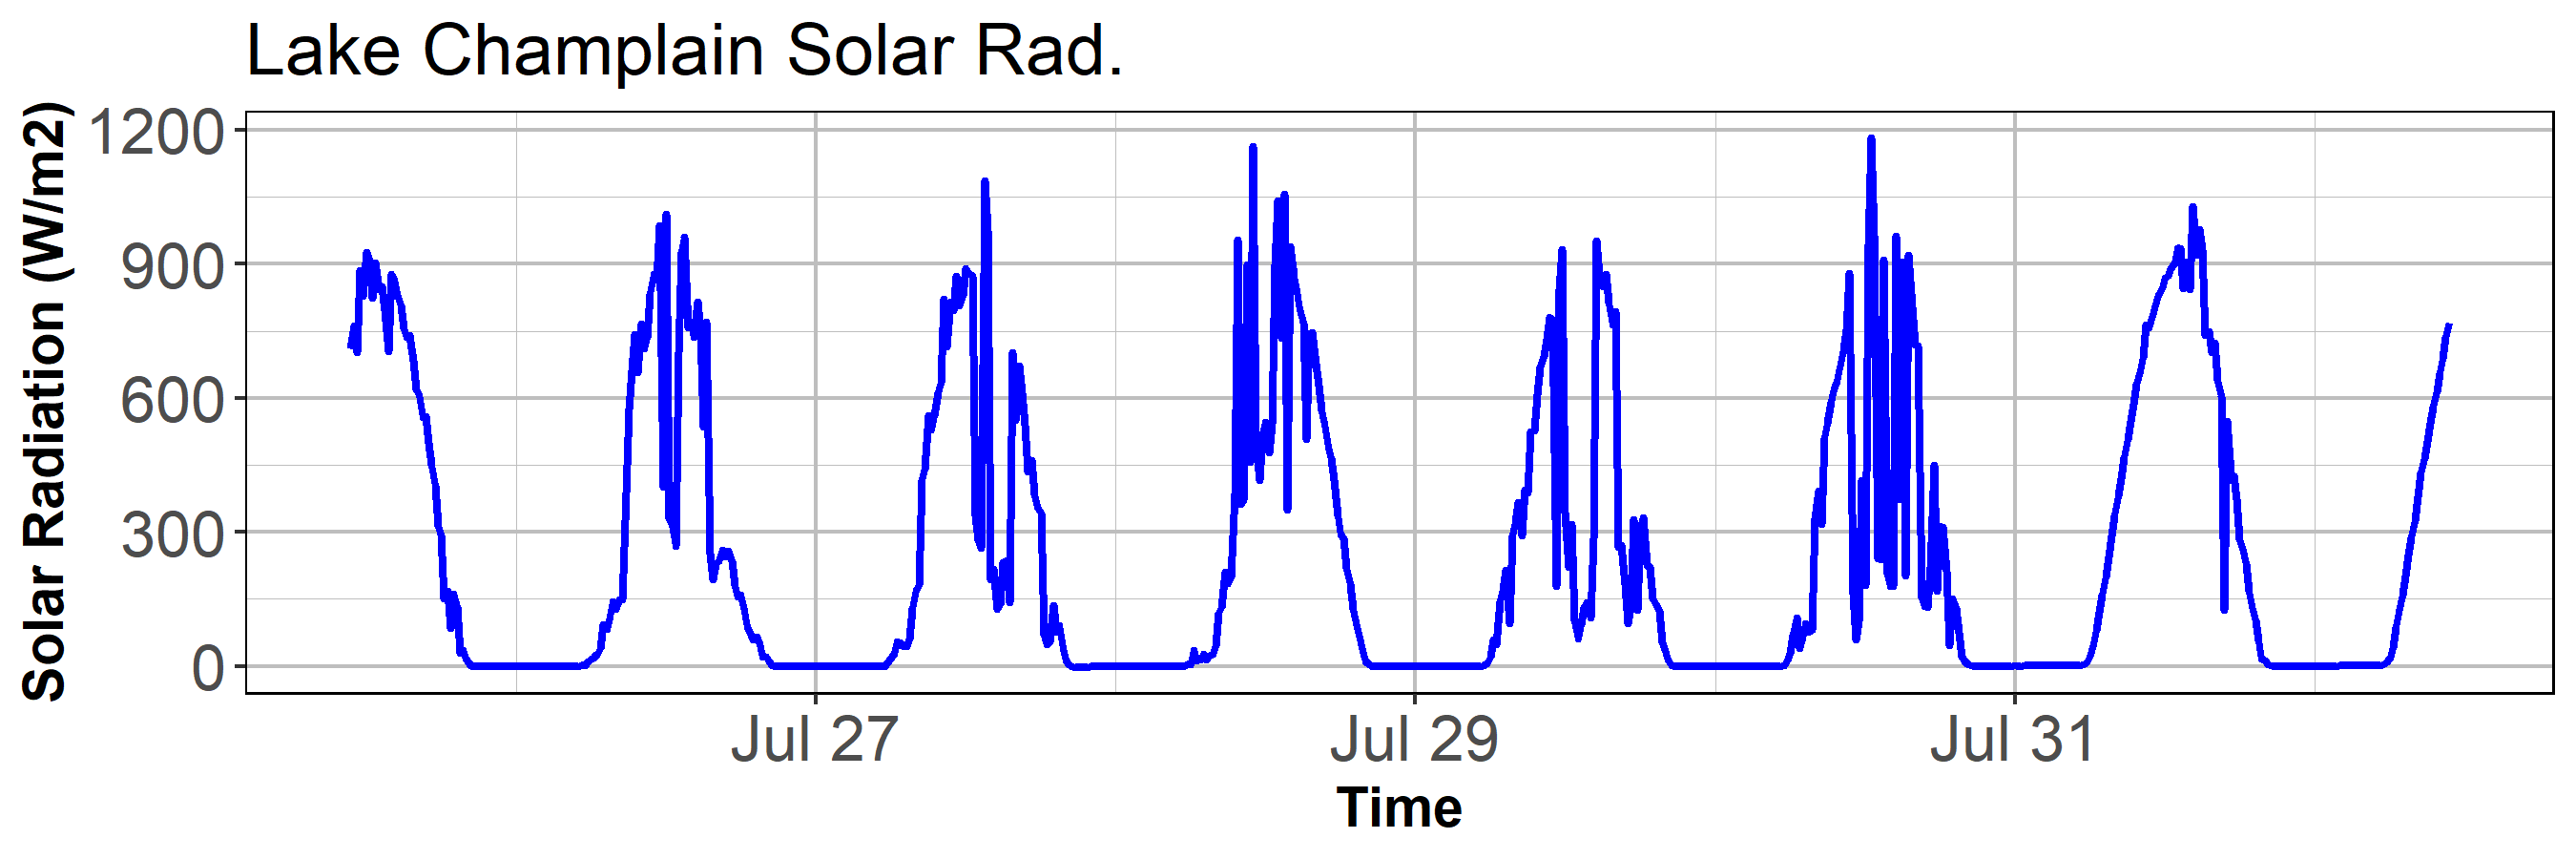 Lake Champlain Solar Rad.
Solar Radiation (W/m2)
1200
900
600
300
0
Jul 27
Jul 29
Jul 31
Time